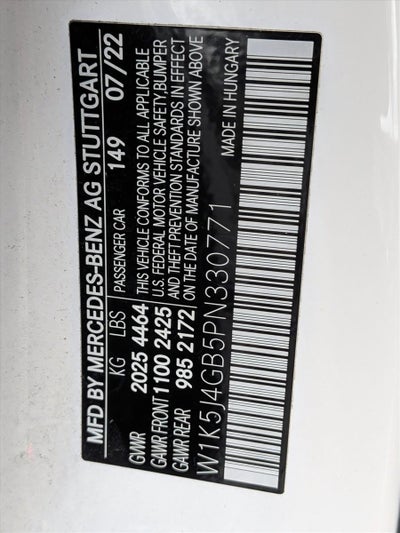 MFD BY MERCEDES-BENZ AG STUTTGART
KG LBS PASSENGER CAR 149 07/22
GVWR 2025 4464 THIS VEHICLE CONFORMS TO ALL APPLICABLE
GAWR FRONT 1100 2425 U.S. FEDERAL MOTOR VEHICLE SAFETY,BUMPER
GAWR REAR 985 2172 AND THEFT PREVENTION STANDARDS IN EFFECT
ON THE DATE OF MANUFACTURE SHOWN ABOVE
W1K5J4GB5PN330771 MADE IN HUNGARY